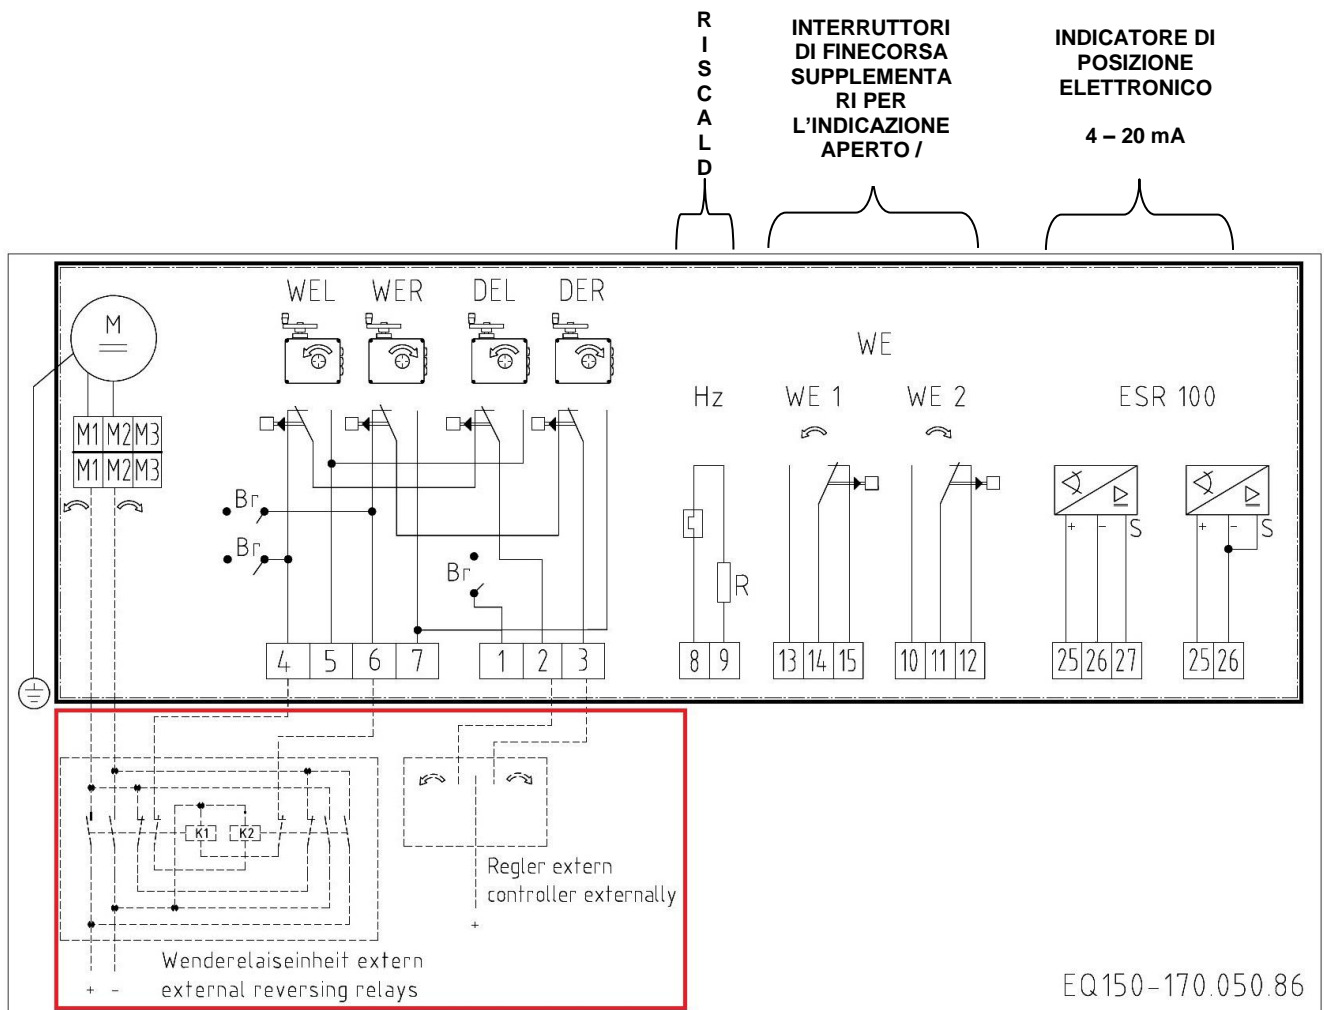 R
I
S
C
A
L
D
INTERRUTTORI
DI FINECORSA
SUPPLEMENTA
RI PER
L'INDICAZIONE
APERTO /
INDICATORE DI
POSIZIONE
ELETTRONICO
4 – 20 mA
M
WEL WER DEL DER
WE
Hz WE 1 WE 2 ESR 100
M1 M2 M3
M1 M2 M3
Br
Br
Br
R
+ - S + - S
4 5 6 7 1 2 3 8 9 13 14 15 10 11 12 25 26 27 25 26
K1 K2
Regler extern
controller externally
+
Wenderelaiseinheit extern
+ - external reversing relays
EQ150-170.050.86